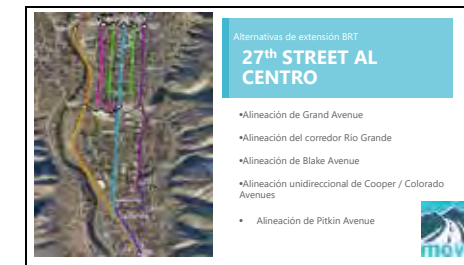 Alternativas de extensión BRT
27th STREET AL
CENTRO
•Alineación de Grand Avenue
•Alineación del corredor Río Grande
•Alineación de Blake Avenue
•Alineación unidireccional de Cooper / Colorado
Avenues
• Alineación de Pitkin Avenue
mov